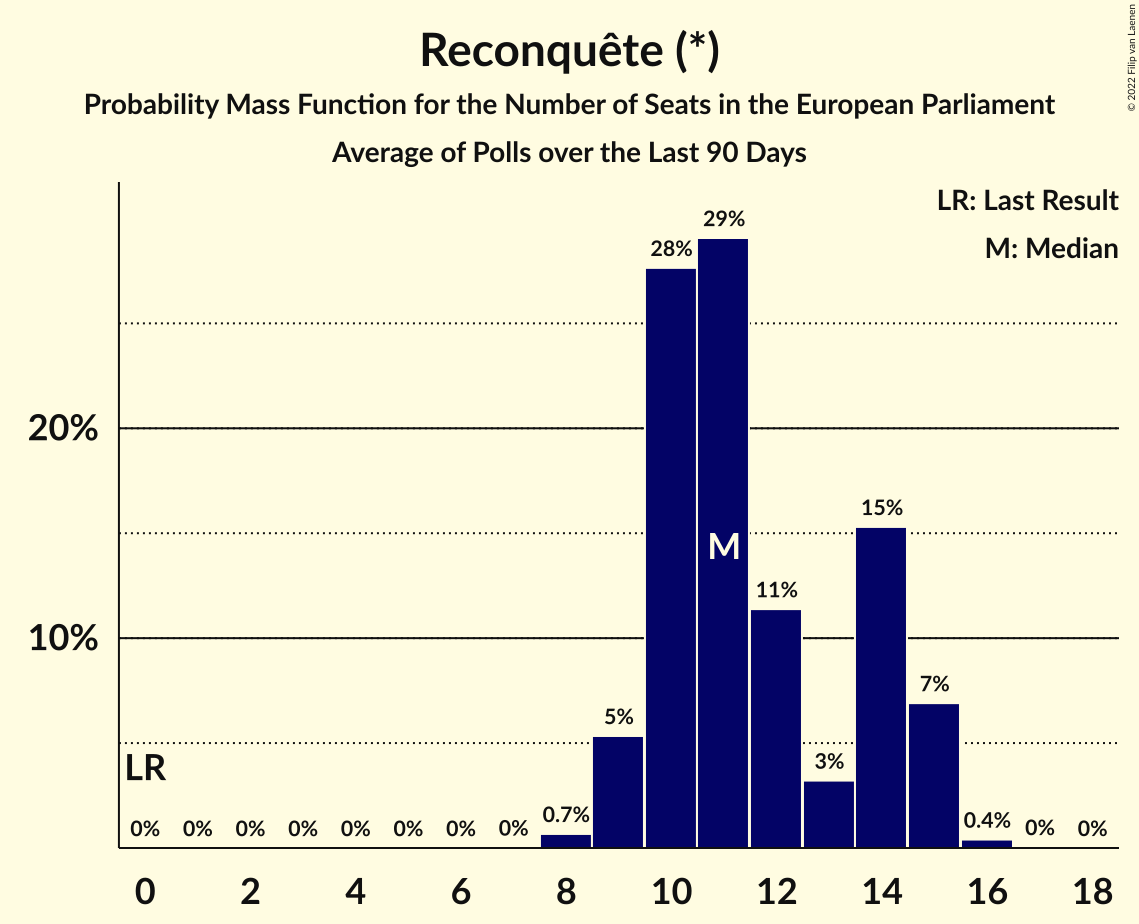 Reconquête (*)
Probability Mass Function for the Number of Seats in the European Parliament
Average of Polls over the Last 90 Days
© 2022 Filip van Laenen
LR: Last Result
M: Median
20%
10%
LR
M
0% 0% 0% 0% 0% 0% 0% 0% 0.7% 5% 28% 29% 11% 3% 15% 7% 0.4% 0% 0%
0 2 4 6 8 10 12 14 16 18